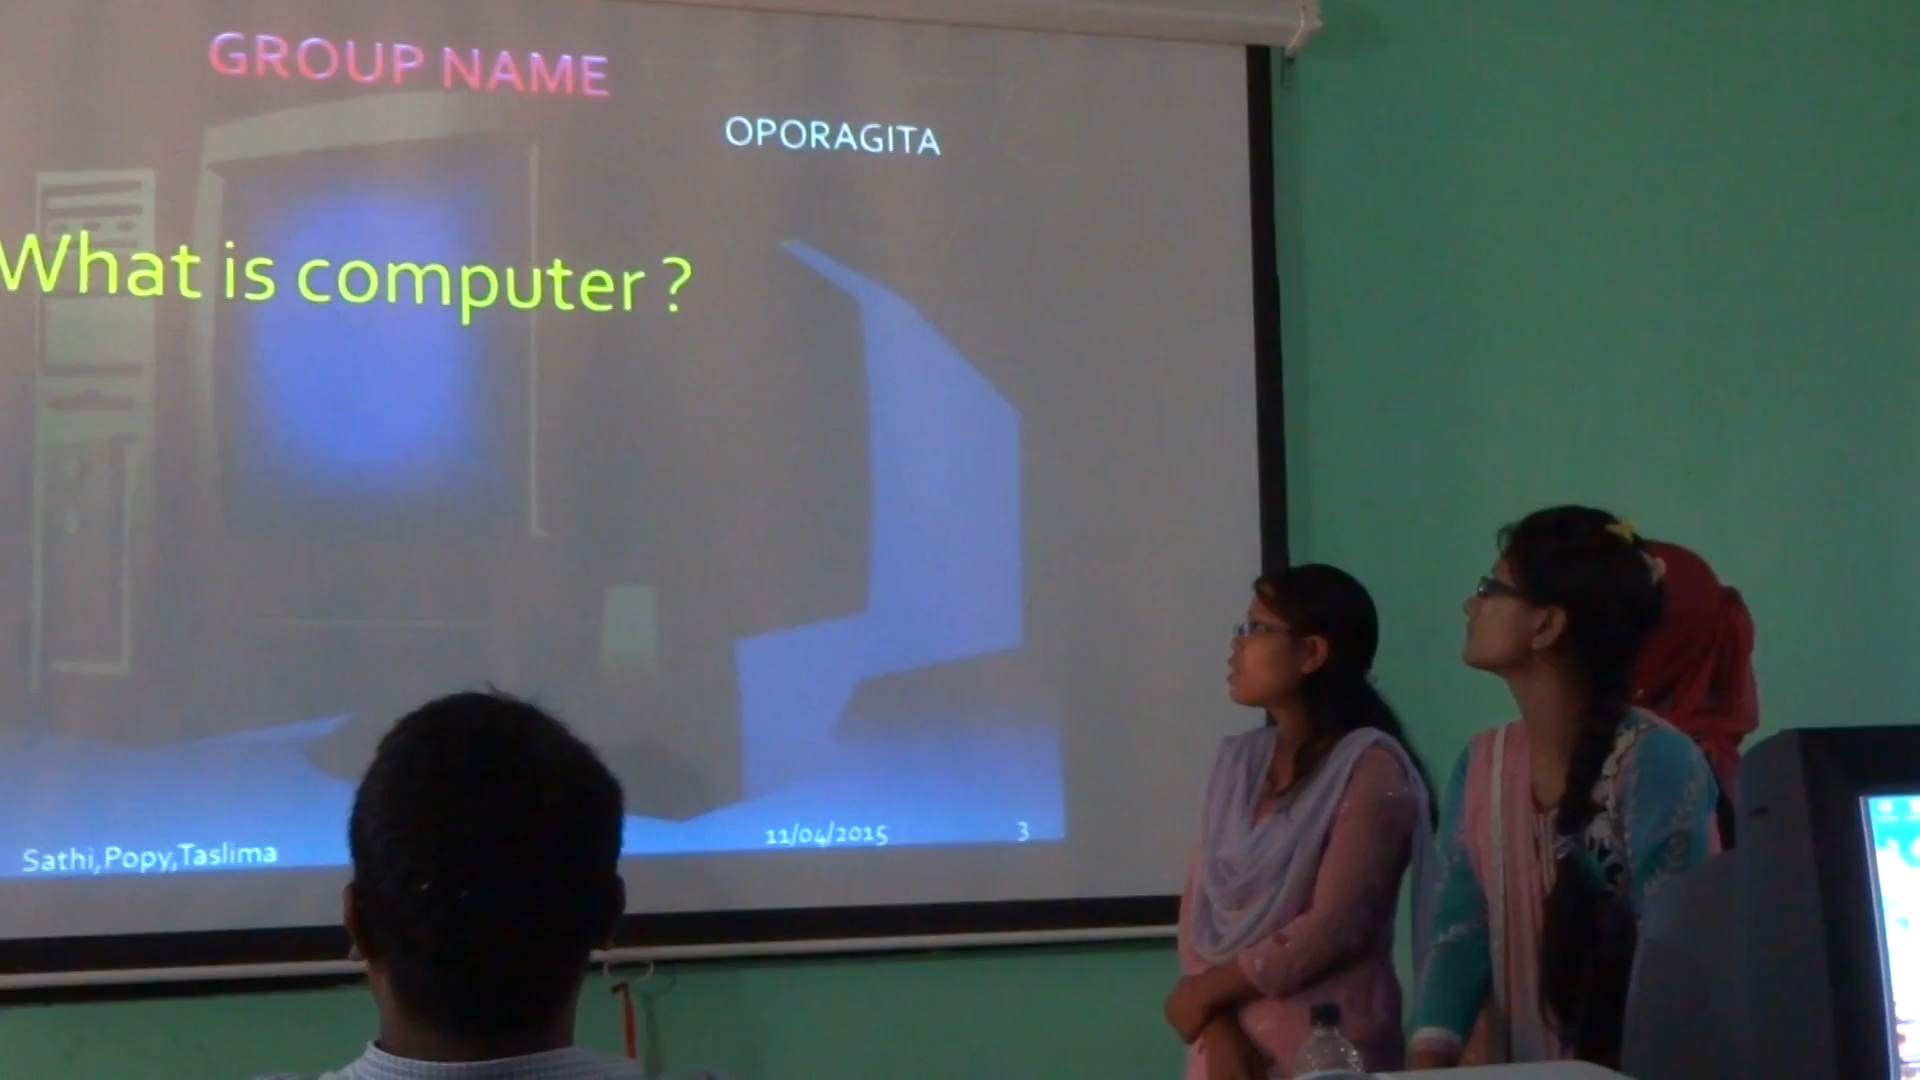 GROUP NAME
OPORAGITA
What is computer ?
Sathi,Popy,Taslima
11/04/2015
3